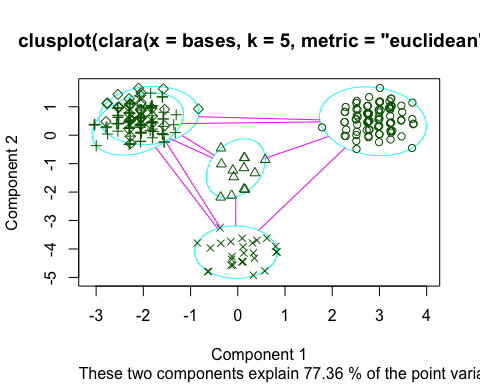 clusplot(clara(x = bases, k = 5, metric = "euclidean"
Component 2
1
0
-1
-2
-3
-4
-5
-3 -2 -1 0 1 2 3 4
Component 1
These two components explain 77.36 % of the point varia